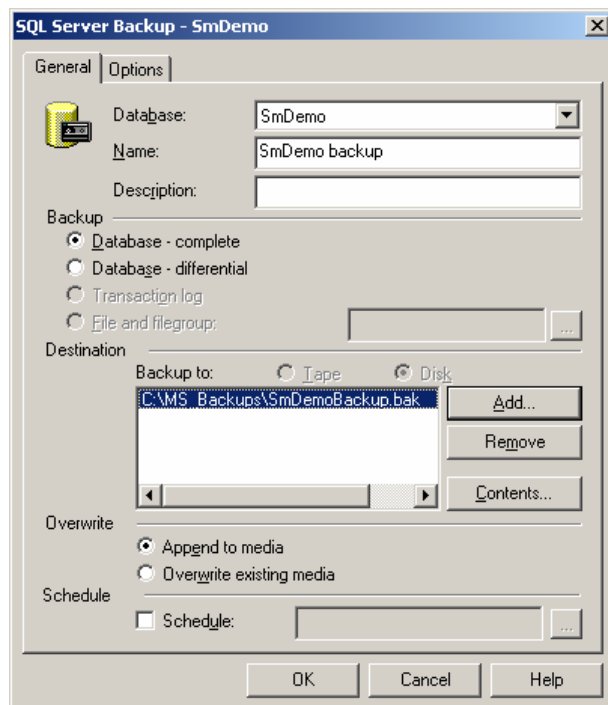 SQL Server Backup - SmDemo
General
Options
Database:
SmDemo
Name:
SmDemo backup
Description:
Backup
Database - complete
Database - differential
Transaction log
File and filegroup:
...
Destination
Backup to:
Tape
Disk
C:\MS_Backups\SmDemoBackup.bak
Add...
Remove
Contents...
Overwrite
Append to media
Overwrite existing media
Schedule
Schedule:
...
OK
Cancel
Help